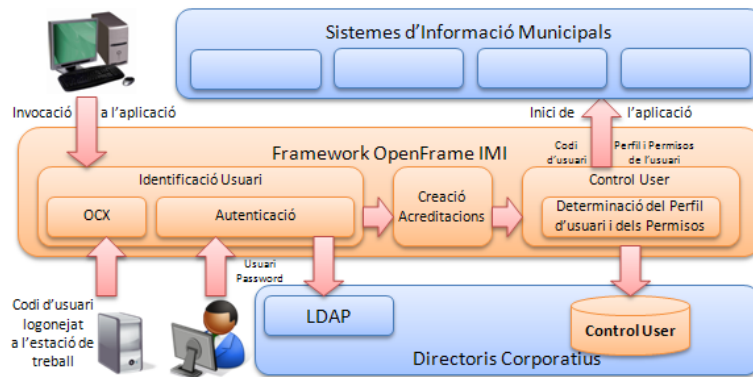 Sistemes d'Informació Municipals
Invocació a l'aplicació
Inici de l'aplicació
Framework OpenFrame IMI
Codi
d'usuari
Perfil i Permisos
de l'usuari
Identificació Usuari
OCX
Autenticació
Creació
Acreditacions
Control User
Determinació del Perfil
d'usuari i dels Permisos
Usuari
Password
Codi d'usuari
logonejat
a l'estació de
treball
LDAP
Control User
Directoris Corporatius